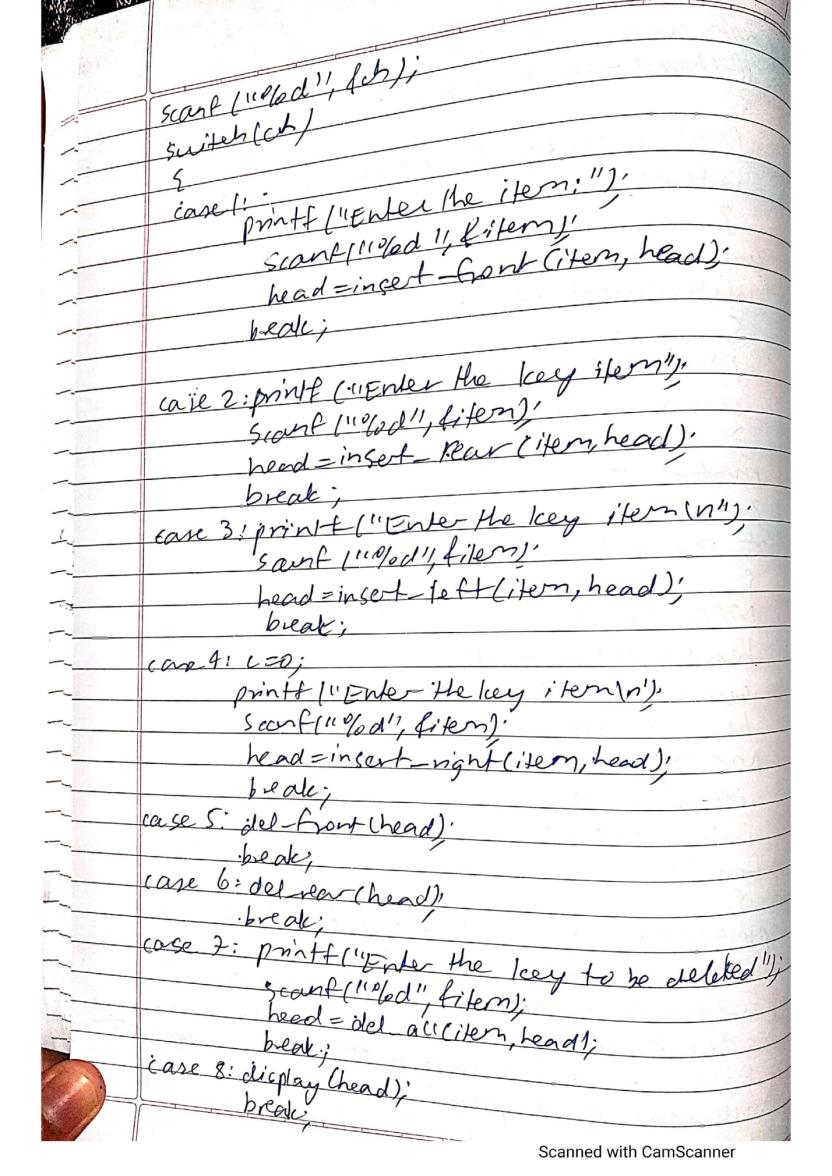 scanf("%d", &ch);
switch(ch)
{
case 1:
printf("Enter the item:");
scanf("%d", &item);
head=insert_front(item, head);
break;
case 2: printf("Enter the key item");
scanf("%d", &item);
head=insert_rear(item, head);
break;
case 3: printf("Enter the key item\n");
scanf("%d", &item);
head=insert_left(item, head);
break;
case 4: c=0;
printf("Enter the key item\n");
scanf("%d", &item);
head=insert_right(item, head);
break;
case 5: del_front(head);
break;
case 6: del_rear(head);
break;
case 7: printf("Enter the key to be deleted");
scanf("%d", &item);
head=del_all(item, head);
break;
case 8: display(head);
break;
Scanned with CamScanner